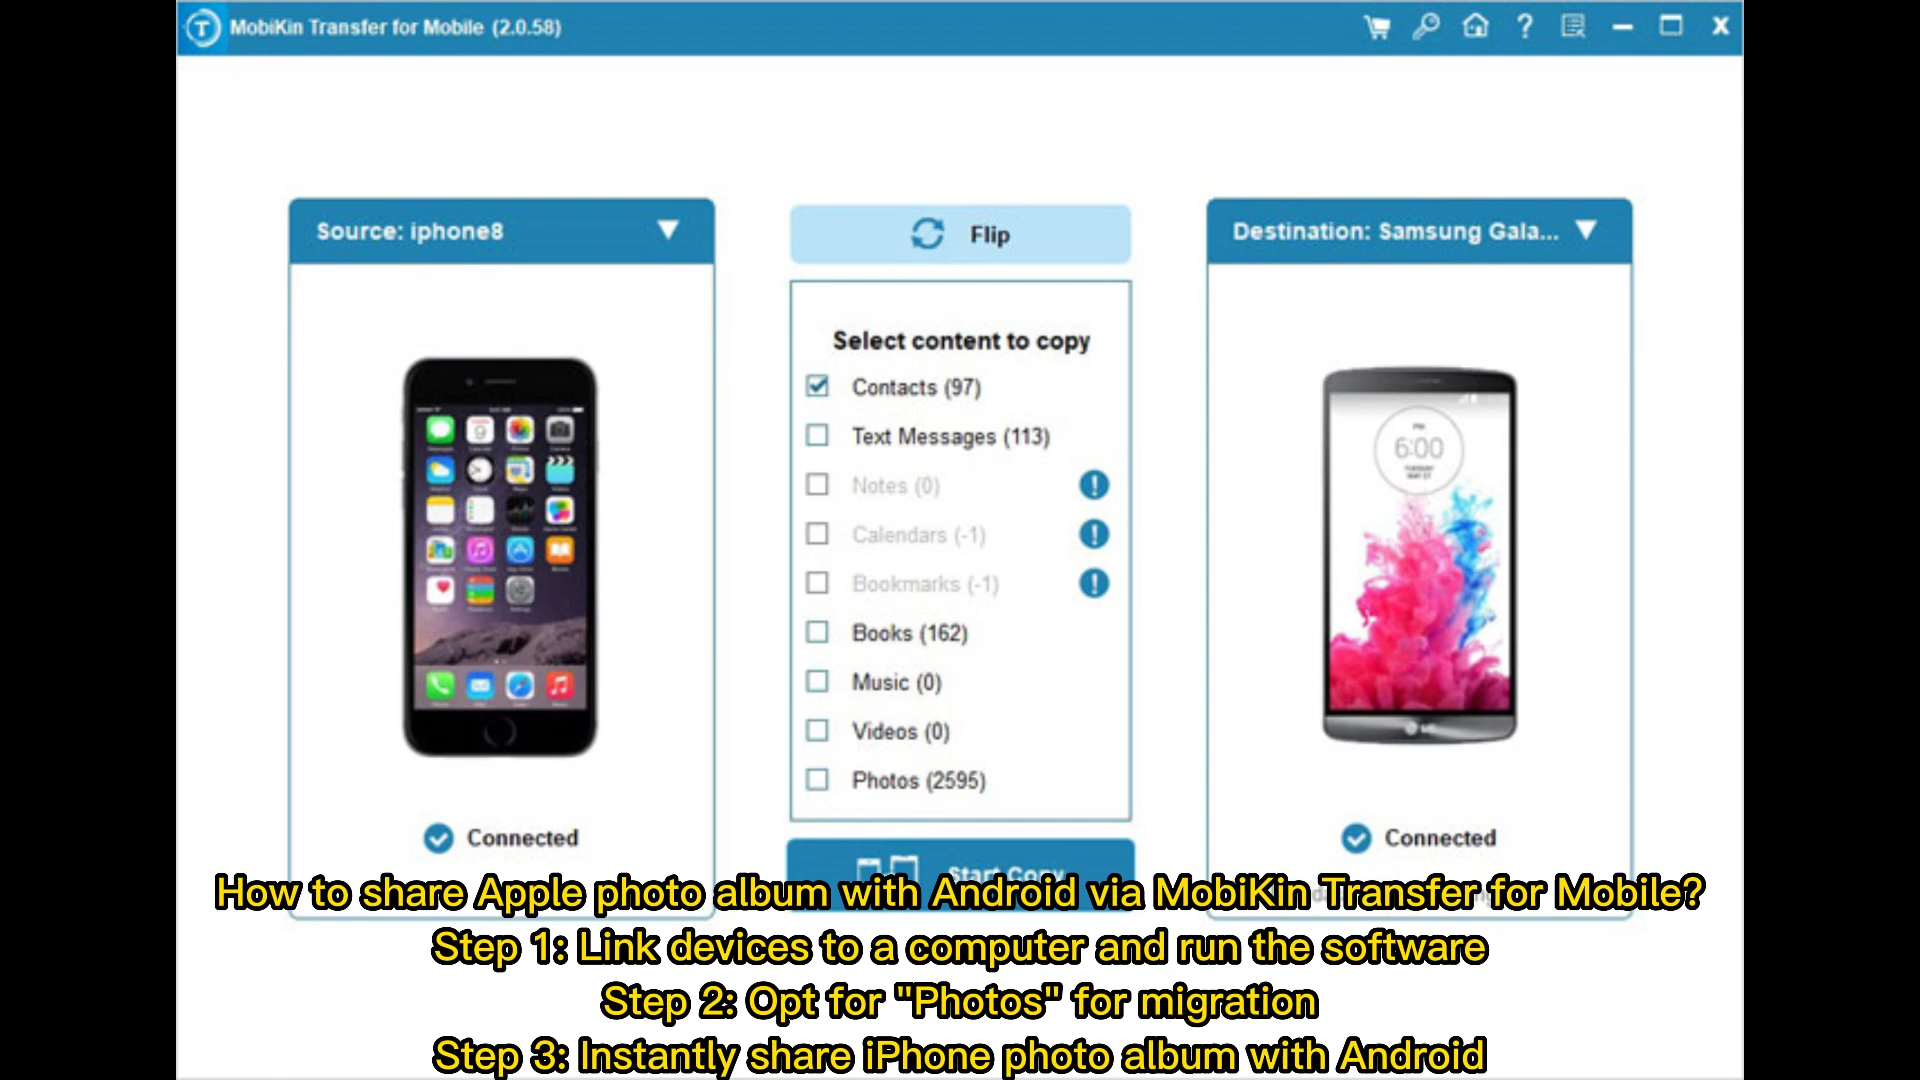 MobiKin Transfer for Mobile (2.0.58)
Source: iphone8
Flip
Destination: Samsung Gala...
Select content to copy
Contacts (97)
Text Messages (113)
Notes (0)
Calendars (-1)
Bookmarks (-1)
Books (162)
Music (0)
Videos (0)
Photos (2595)
6:00
Connected
Connected
Start Copy
How to share Apple photo album with Android via MobiKin Transfer for Mobile?
Step 1: Link devices to a computer and run the software
Step 2: Opt for "Photos" for migration
Step 3: Instantly share iPhone photo album with Android